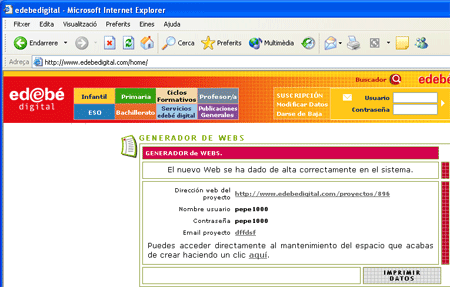 edebedigital - Microsoft Internet Explorer
Fitxer Edita Visualització Preferits Eines Ajuda
Endarrere Cerca Preferits Multimèdia
Adreça http://www.edebedigital.com/home/
Buscador edebé
edebé digital
Infantil Primaria Ciclos Formativos Profesor/a
ESO Bachillerato Servicios edebé digital Publicaciones Generales
SUSCRIPCIÓN
Modificar Datos
Darse de Baja
Usuario
Contraseña
GENERADOR DE WEBS
GENERADOR de WEBS.
El nuevo Web se ha dado de alta correctamente en el sistema.
Dirección web del proyecto http://www.edebedigital.com/proyectos/896
Nombre usuario pepe1000
Contraseña pepe1000
Email proyecto dffdsf
Puedes acceder directamente al mantenimiento del espacio que acabas
de crear haciendo un clic aquí.
IMPRIMIR
DATOS